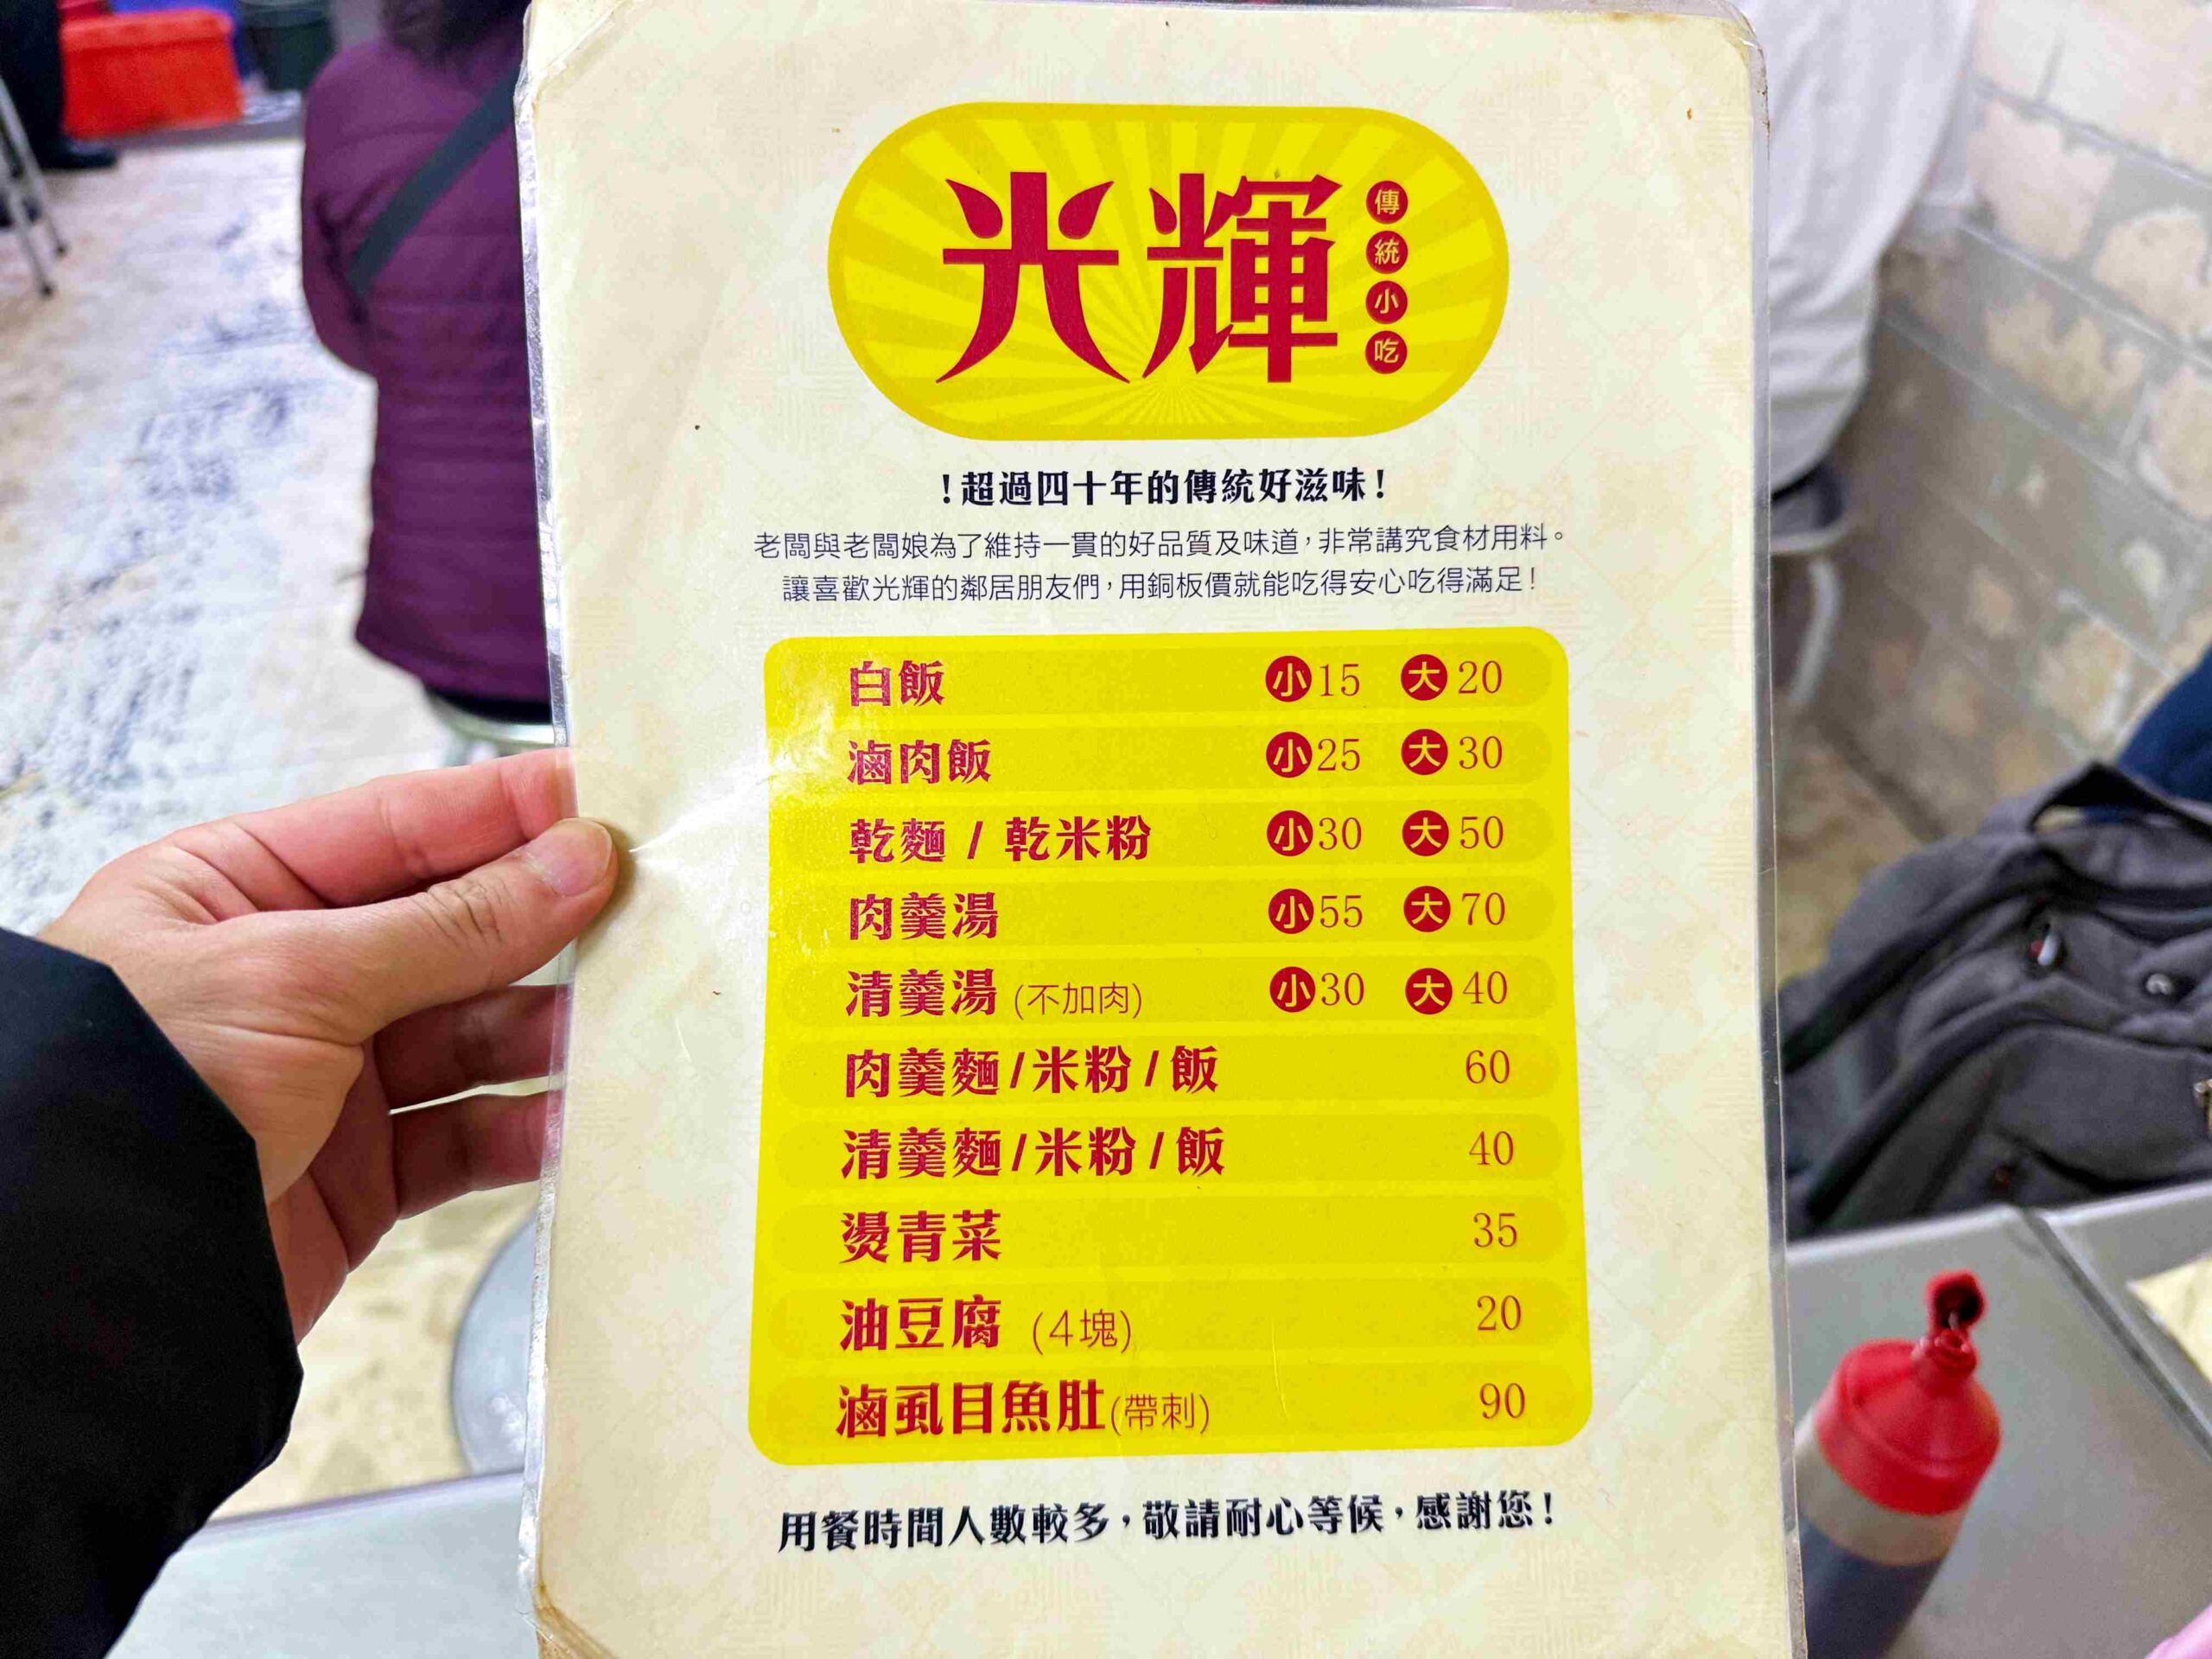 光輝
傳統小吃
！超過四十年的傳統好滋味！
老闆與老闆娘為了維持一貫的好品質及味道，非常講究食材用料。
讓喜歡光輝的鄰居朋友們，用銅板價就能吃得安心吃得滿足！
白飯 小15 大20
滷肉飯 小25 大30
乾麵 / 乾米粉 小30 大50
肉羹湯 小55 大70
清羹湯 (不加肉) 小30 大40
肉羹麵/米粉/飯 60
清羹麵/米粉/飯 40
燙青菜 35
油豆腐 (4塊) 20
滷虱目魚肚(帶刺) 90
用餐時間人數較多，敬請耐心等候，感謝您！